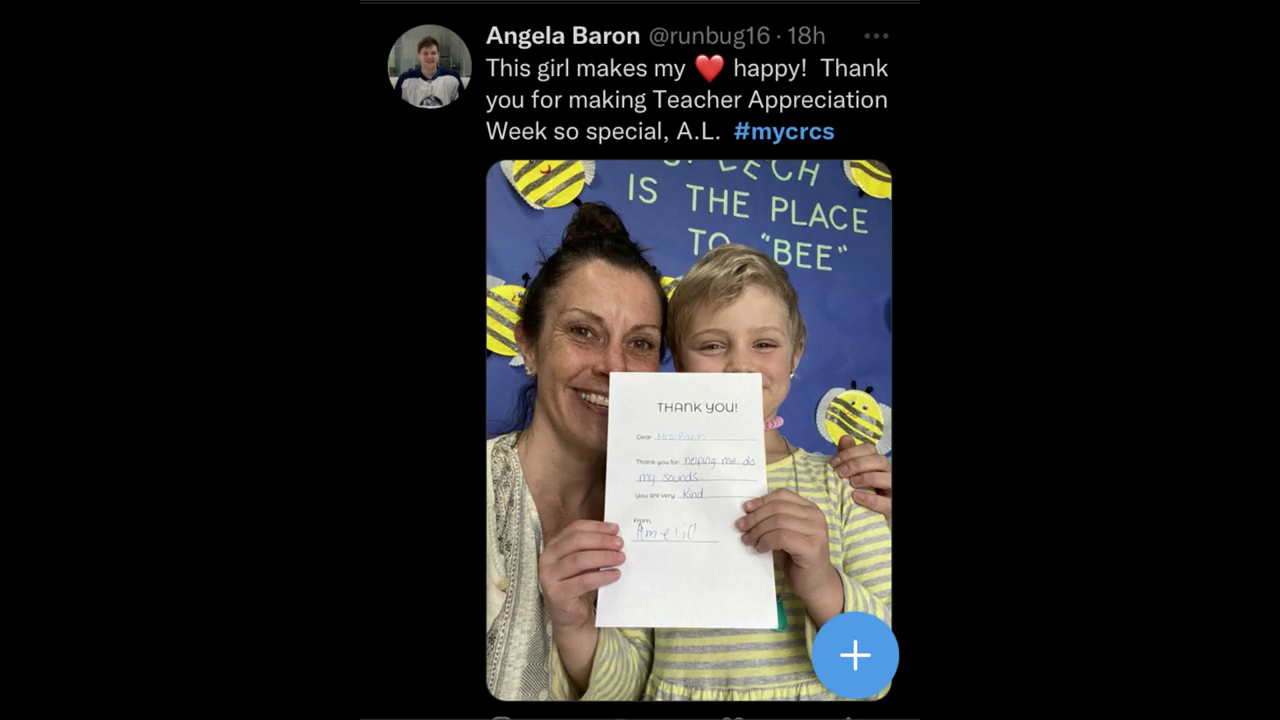 Angela Baron @runbug16 · 18h
This girl makes my ❤️ happy! Thank
you for making Teacher Appreciation
Week so special, A.L. #mycrcs
SPEECH
IS THE PLACE
TO "BEE"
THANK YOU!
Dear Mrs. Baron
Thank you for helping me do
my sounds
You are very kind
From,
Amelia